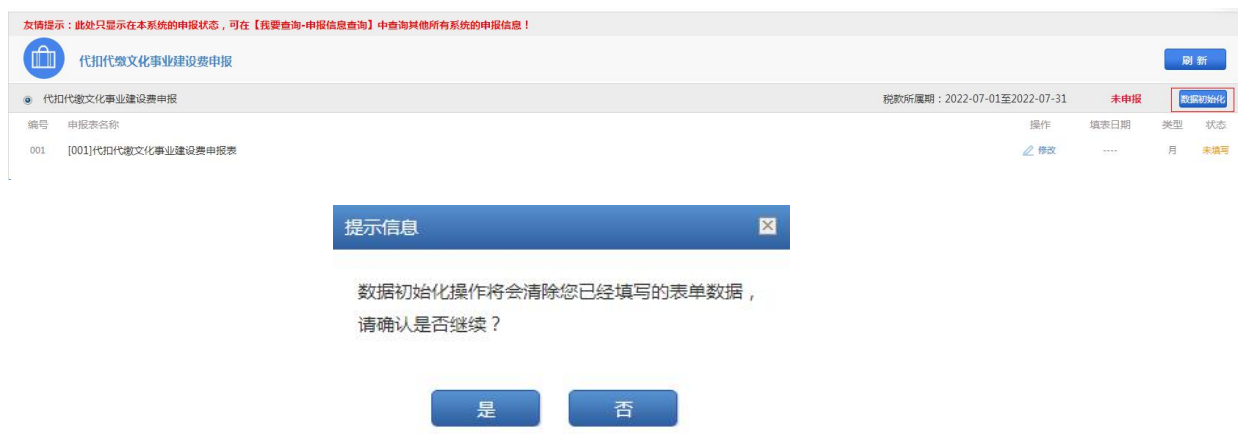 友情提示：此处只显示在本系统的申报状态，可在【我要查询-申报信息查询】中查询其他所有系统的申报信息！
代扣代缴文化事业建设费申报
刷 新
代扣代缴文化事业建设费申报 税款所属期：2022-07-01至2022-07-31 未申报 数据初始化
编号 申报表名称 操作 填表日期 类型 状态
001 [001]代扣代缴文化事业建设费申报表 修改 ---- 月 未填写
提示信息
数据初始化操作将会清除您已经填写的表单数据，
请确认是否继续？
是 否